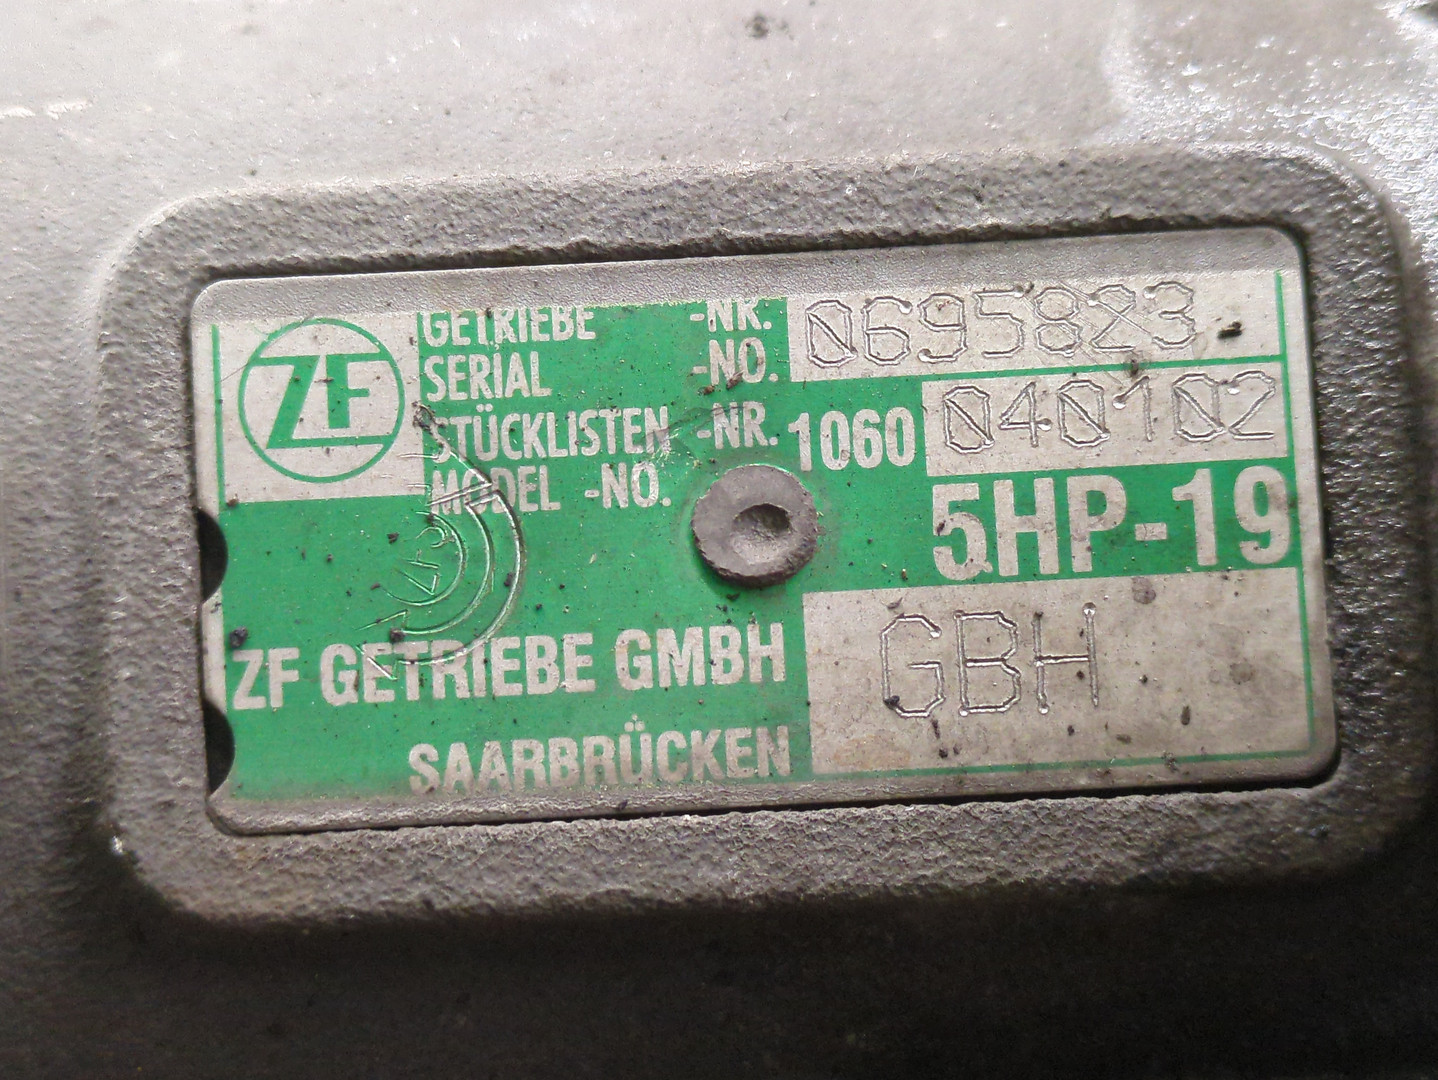 ZF
GETRIEBE -NR. 0695823
SERIAL -NO.
STÜCKLISTEN -NR. 1060 040102
MODEL -NO.
5HP-19
ZF GETRIEBE GMBH GBH
SAARBRÜCKEN